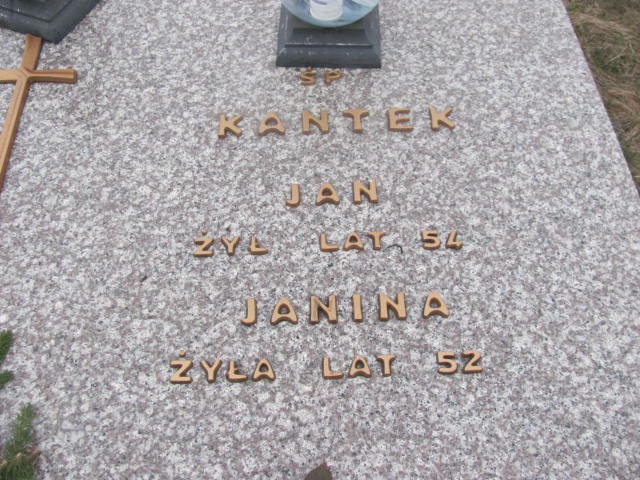 ŚP
KANTEK
JAN
ŻYŁ LAT 54
JANINA
ŻYŁA LAT 52